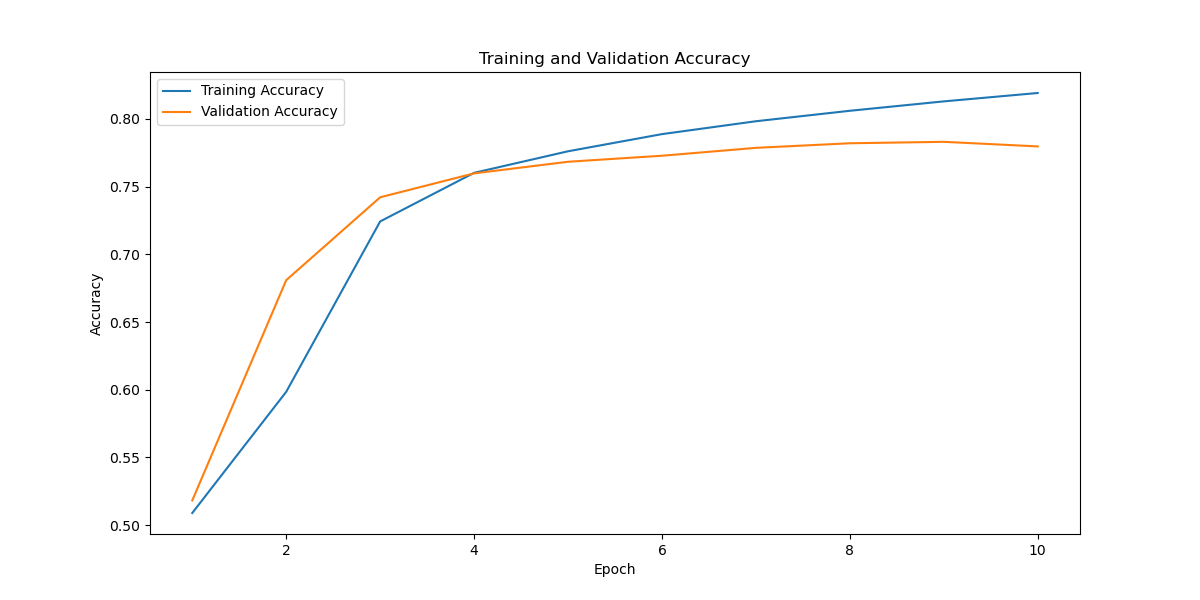 Training and Validation Accuracy
Training Accuracy
Validation Accuracy
0.80
0.75
0.70
0.65
0.60
0.55
0.50
Accuracy
2 4 6 8 10
Epoch